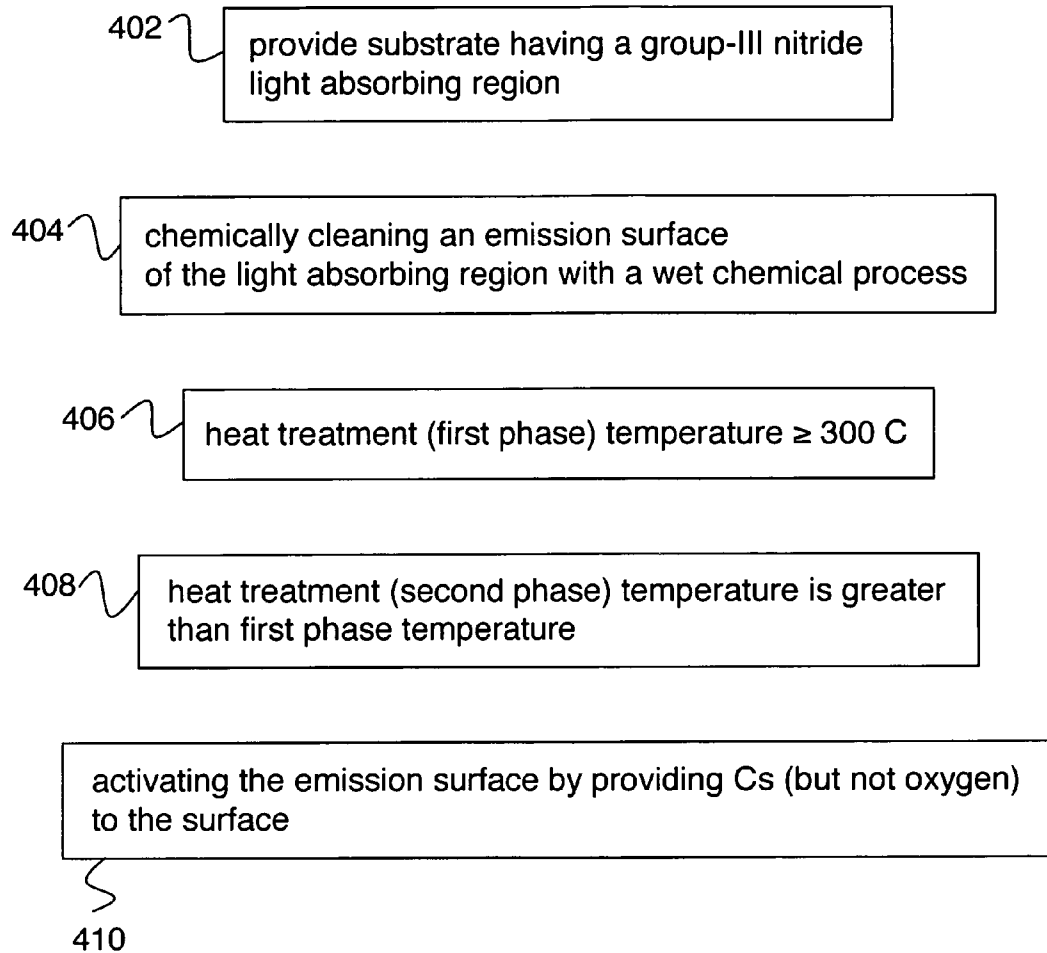 402
provide substrate having a group-III nitride
light absorbing region
404
chemically cleaning an emission surface
of the light absorbing region with a wet chemical process
406
heat treatment (first phase) temperature ≥ 300 C
408
heat treatment (second phase) temperature is greater
than first phase temperature
activating the emission surface by providing Cs (but not oxygen)
to the surface
410